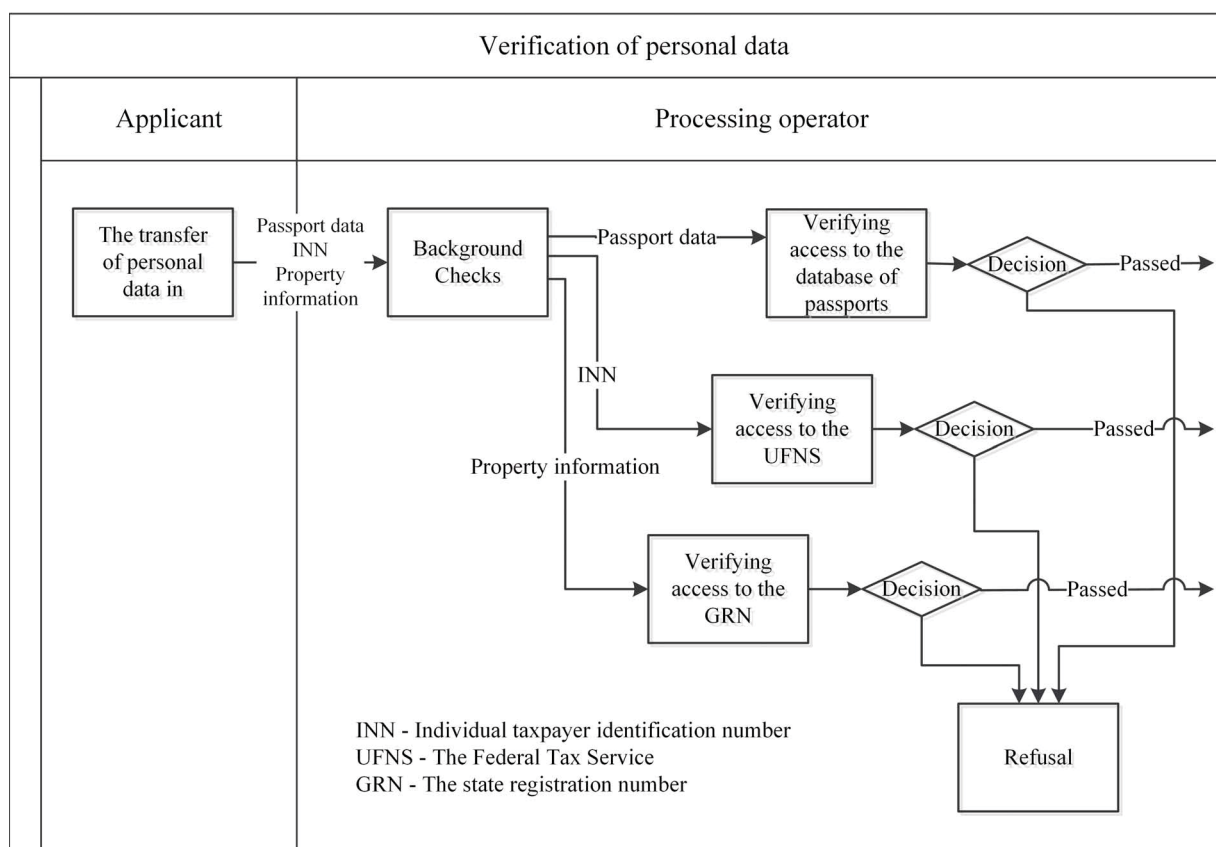 Verification of personal data
Applicant
Processing operator
The transfer
of personal
data in
Passport data
INN
Property
information
Background
Checks
Passport data
Verifying
access to the
database of
passports
Decision
Passed
INN
Verifying
access to the
UFNS
Decision
Passed
Property information
Verifying
access to the
GRN
Decision
Passed
INN - Individual taxpayer identification number
UFNS - The Federal Tax Service
GRN - The state registration number
Refusal